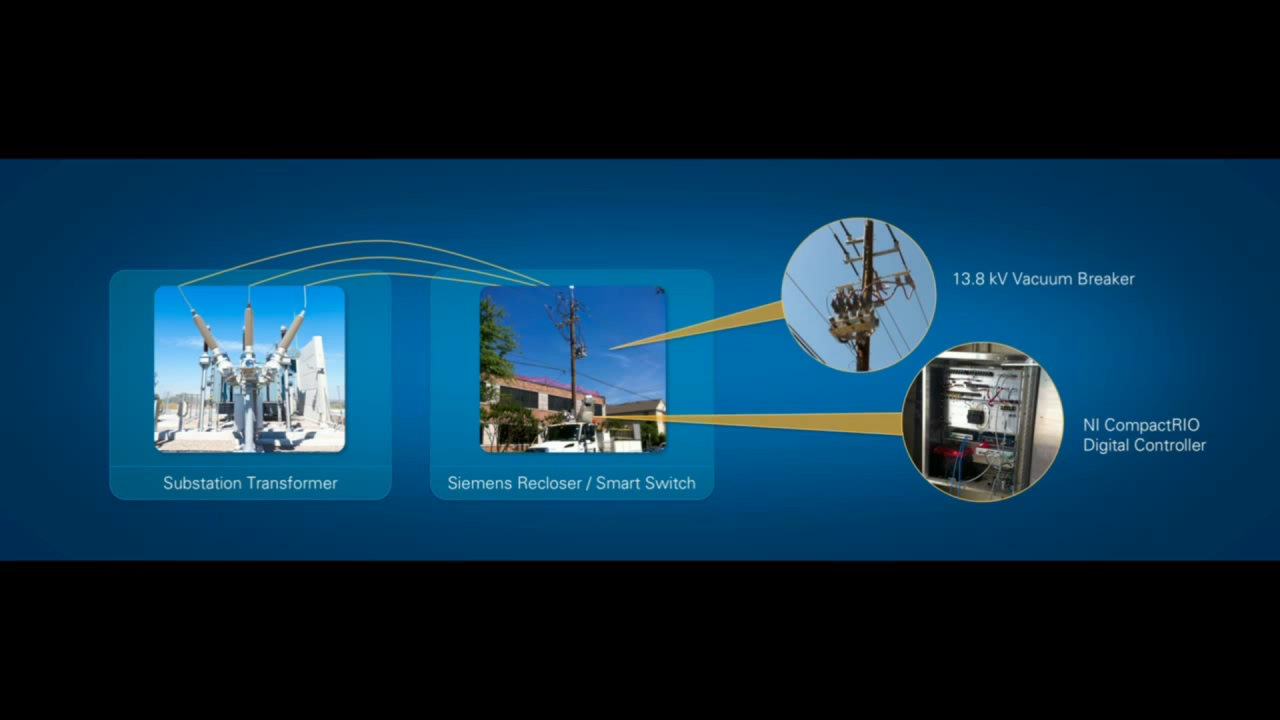 13.8 kV Vacuum Breaker
NI CompactRIO
Digital Controller
Substation Transformer
Siemens Recloser / Smart Switch